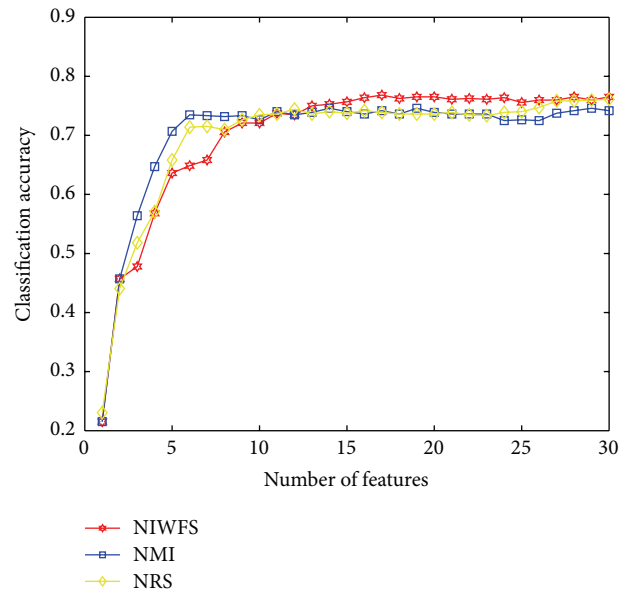 0.9
0.8
0.7
0.6
0.5
0.4
0.3
0.2
Classification accuracy
0 5 10 15 20 25 30
Number of features
NIWFS
NMI
NRS